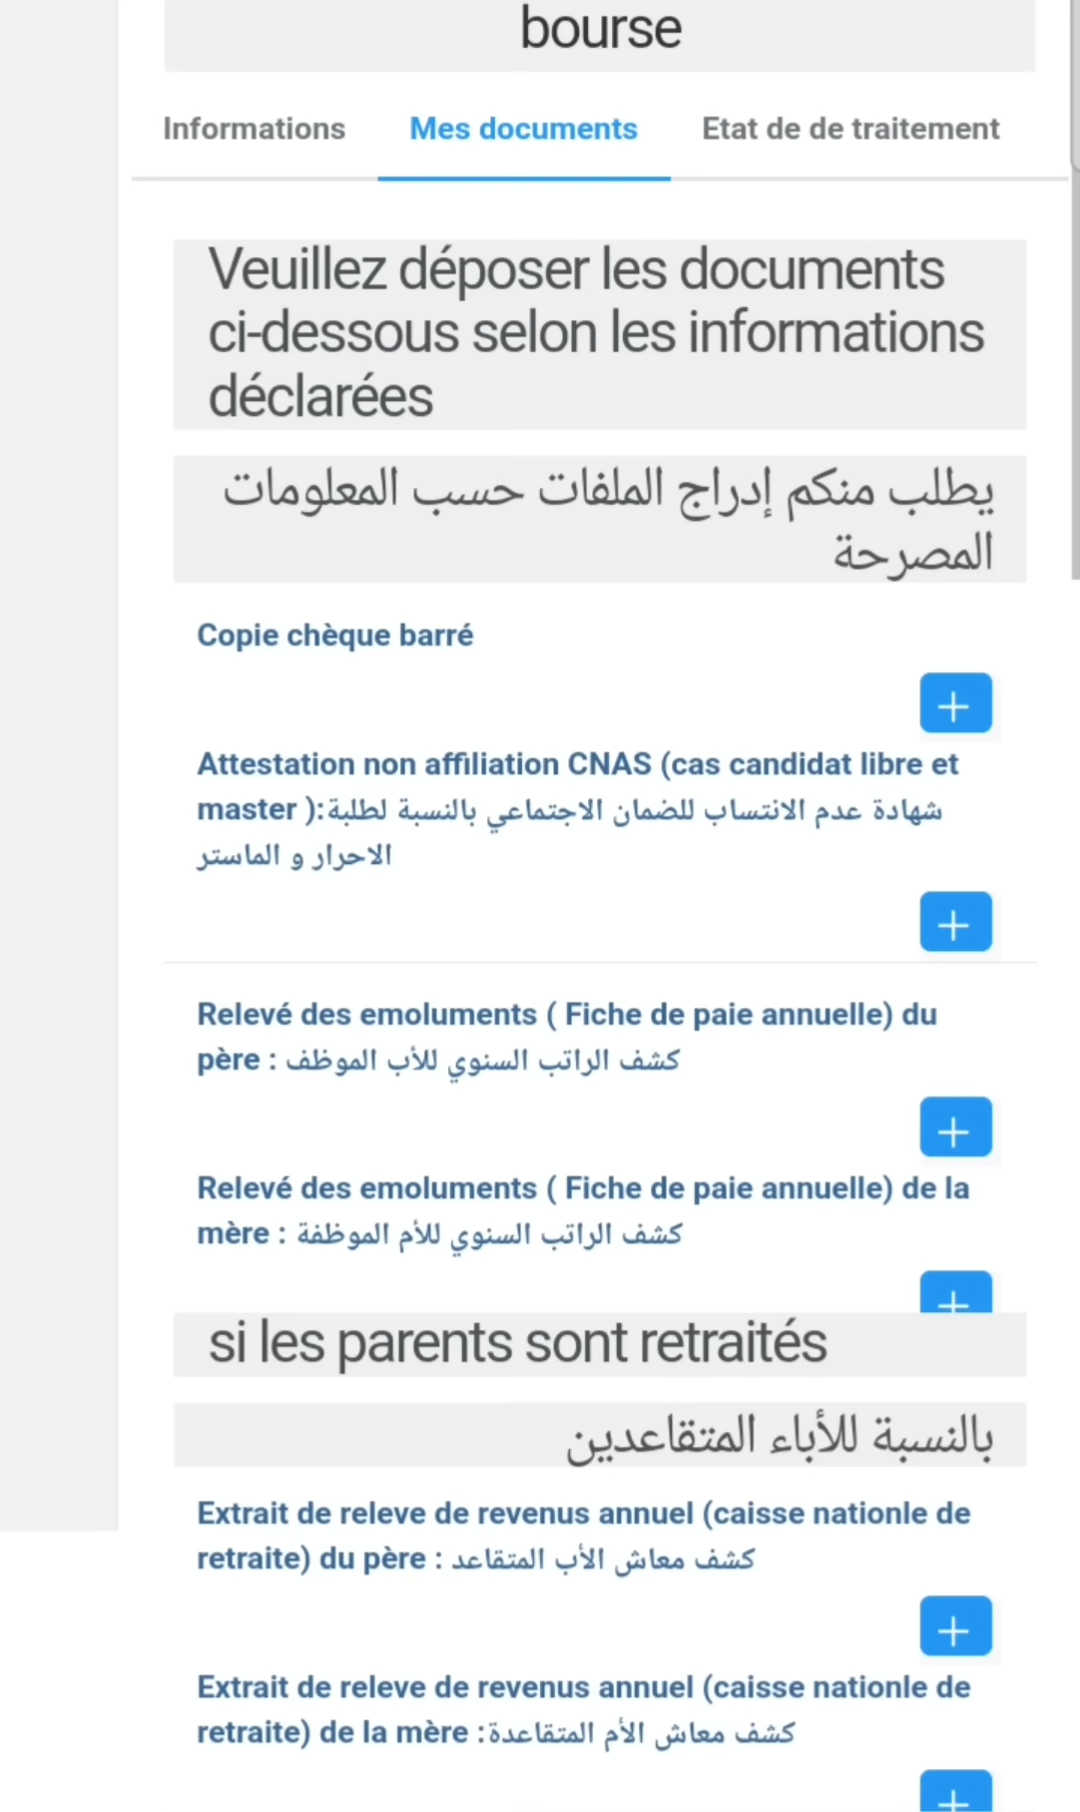 bourse
Informations
Mes documents
Etat de de traitement
Veuillez déposer les documents
ci-dessous selon les informations
déclarées
يطلب منكم إدراج الملفات حسب المعلومات
المصرحة
Copie chèque barré
Attestation non affiliation CNAS (cas candidat libre et
master ):شهادة عدم الانتساب للضمان الاجتماعي بالنسبة لطلبة
الاحرار و الماستر
Relevé des emoluments ( Fiche de paie annuelle) du
père : كشف الراتب السنوي للأب الموظف
Relevé des emoluments ( Fiche de paie annuelle) de la
mère : كشف الراتب السنوي للأم الموظفة
si les parents sont retraités
بالنسبة للأباء المتقاعدين
Extrait de releve de revenus annuel (caisse nationle de
retraite) du père : كشف معاش الأب المتقاعد
Extrait de releve de revenus annuel (caisse nationle de
retraite) de la mère :كشف معاش الأم المتقاعدة